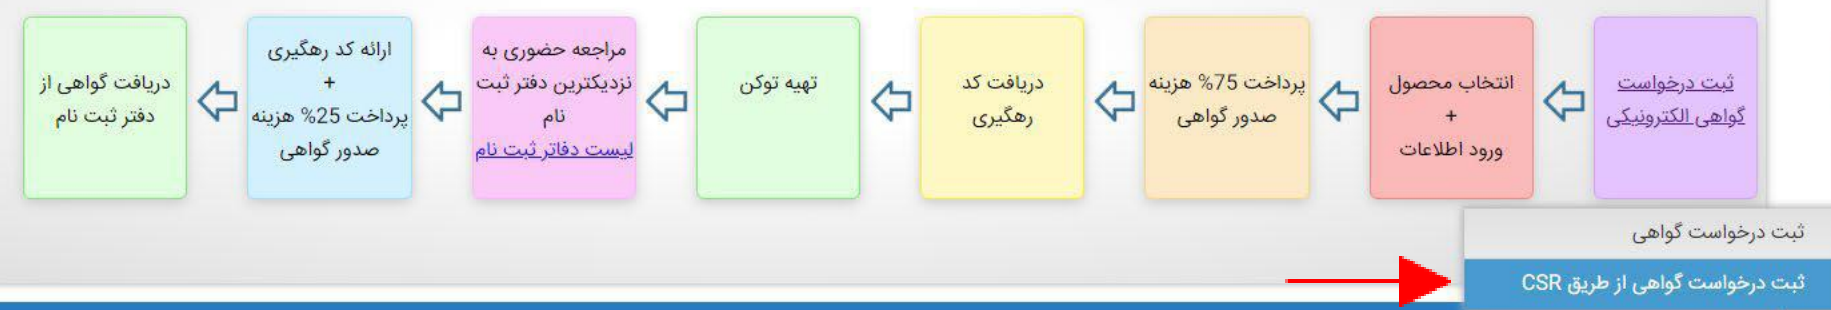 ثبت درخواست
گواهی الکترونیکی
انتخاب محصول
+
ورود اطلاعات
پرداخت 75% هزینه
صدور گواهی
دریافت کد
رهگیری
تهیه توکن
مراجعه حضوری به
نزدیکترین دفتر ثبت
نام
لیست دفاتر ثبت نام
ارائه کد رهگیری
+
پرداخت 25% هزینه
صدور گواهی
دریافت گواهی از
دفتر ثبت نام
ثبت درخواست گواهی
ثبت درخواست گواهی از طریق CSR